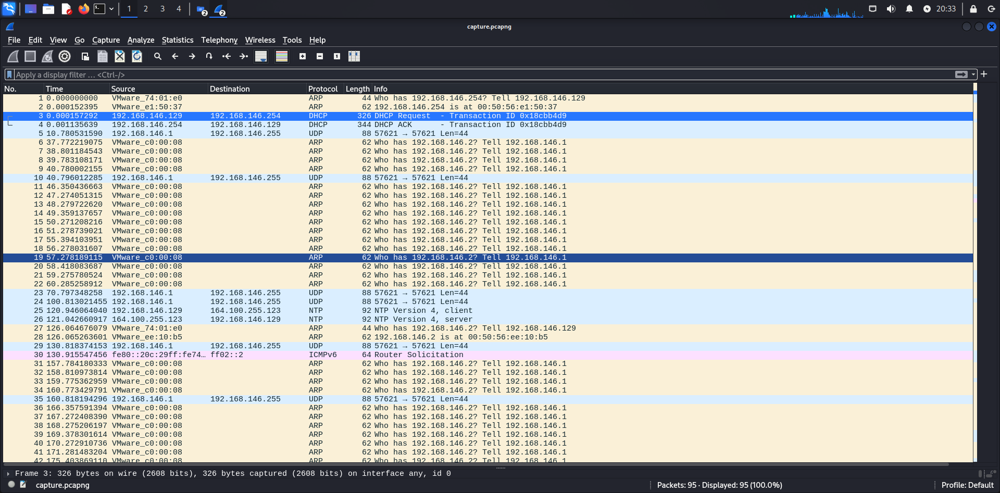 1 2 3 4 2 2 20:33
capture.pcapng
File Edit View Go Capture Analyze Statistics Telephony Wireless Tools Help
Apply a display filter … <Ctrl-/>
No. Time Source Destination Protocol Length Info
1 0.000000000 VMware_74:01:e0 ARP 44 Who has 192.168.146.254? Tell 192.168.146.129
2 0.000152395 VMware_e1:50:37 ARP 62 192.168.146.254 is at 00:50:56:e1:50:37
3 0.000157292 192.168.146.129 192.168.146.254 DHCP 326 DHCP Request - Transaction ID 0x18cbb4d9
4 0.001135639 192.168.146.254 192.168.146.129 DHCP 344 DHCP ACK - Transaction ID 0x18cbb4d9
5 10.780531590 192.168.146.1 192.168.146.255 UDP 88 57621 → 57621 Len=44
6 37.772219075 VMware_c0:00:08 ARP 62 Who has 192.168.146.2? Tell 192.168.146.1
7 38.801184543 VMware_c0:00:08 ARP 62 Who has 192.168.146.2? Tell 192.168.146.1
8 39.783108171 VMware_c0:00:08 ARP 62 Who has 192.168.146.2? Tell 192.168.146.1
9 40.780002155 VMware_c0:00:08 ARP 62 Who has 192.168.146.2? Tell 192.168.146.1
10 40.796012285 192.168.146.1 192.168.146.255 UDP 88 57621 → 57621 Len=44
11 46.350436663 VMware_c0:00:08 ARP 62 Who has 192.168.146.2? Tell 192.168.146.1
12 47.274051315 VMware_c0:00:08 ARP 62 Who has 192.168.146.2? Tell 192.168.146.1
13 48.279722620 VMware_c0:00:08 ARP 62 Who has 192.168.146.2? Tell 192.168.146.1
14 49.359137657 VMware_c0:00:08 ARP 62 Who has 192.168.146.2? Tell 192.168.146.1
15 50.271208216 VMware_c0:00:08 ARP 62 Who has 192.168.146.2? Tell 192.168.146.1
16 51.278739021 VMware_c0:00:08 ARP 62 Who has 192.168.146.2? Tell 192.168.146.1
17 55.394103951 VMware_c0:00:08 ARP 62 Who has 192.168.146.2? Tell 192.168.146.1
18 56.278031607 VMware_c0:00:08 ARP 62 Who has 192.168.146.2? Tell 192.168.146.1
19 57.278189115 VMware_c0:00:08 ARP 62 Who has 192.168.146.2? Tell 192.168.146.1
20 58.418083687 VMware_c0:00:08 ARP 62 Who has 192.168.146.2? Tell 192.168.146.1
21 59.275780524 VMware_c0:00:08 ARP 62 Who has 192.168.146.2? Tell 192.168.146.1
22 60.285258912 VMware_c0:00:08 ARP 62 Who has 192.168.146.2? Tell 192.168.146.1
23 70.797348258 192.168.146.1 192.168.146.255 UDP 88 57621 → 57621 Len=44
24 100.813021455 192.168.146.1 192.168.146.255 UDP 88 57621 → 57621 Len=44
25 120.946064040 192.168.146.129 164.100.255.123 NTP 92 NTP Version 4, client
26 121.042660917 164.100.255.123 192.168.146.129 NTP 92 NTP Version 4, server
27 126.064676079 VMware_74:01:e0 ARP 44 Who has 192.168.146.2? Tell 192.168.146.129
28 126.065263601 VMware_ee:10:b5 ARP 62 192.168.146.2 is at 00:50:56:ee:10:b5
29 130.818374153 192.168.146.1 192.168.146.255 UDP 88 57621 → 57621 Len=44
30 130.915547456 fe80::20c:29ff:fe74… ff02::2 ICMPv6 64 Router Solicitation
31 157.784180333 VMware_c0:00:08 ARP 62 Who has 192.168.146.2? Tell 192.168.146.1
32 158.810973814 VMware_c0:00:08 ARP 62 Who has 192.168.146.2? Tell 192.168.146.1
33 159.775362959 VMware_c0:00:08 ARP 62 Who has 192.168.146.2? Tell 192.168.146.1
34 160.773429791 VMware_c0:00:08 ARP 62 Who has 192.168.146.2? Tell 192.168.146.1
35 160.818194296 192.168.146.1 192.168.146.255 UDP 88 57621 → 57621 Len=44
36 166.357591394 VMware_c0:00:08 ARP 62 Who has 192.168.146.2? Tell 192.168.146.1
37 167.272408390 VMware_c0:00:08 ARP 62 Who has 192.168.146.2? Tell 192.168.146.1
38 168.275206197 VMware_c0:00:08 ARP 62 Who has 192.168.146.2? Tell 192.168.146.1
39 169.378301614 VMware_c0:00:08 ARP 62 Who has 192.168.146.2? Tell 192.168.146.1
40 170.272910736 VMware_c0:00:08 ARP 62 Who has 192.168.146.2? Tell 192.168.146.1
41 171.281483204 VMware_c0:00:08 ARP 62 Who has 192.168.146.2? Tell 192.168.146.1
42 175.403869110 VMware_c0:00:08 ARP 62 Who has 192.168.146.2? Tell 192.168.146.1
Frame 3: 326 bytes on wire (2608 bits), 326 bytes captured (2608 bits) on interface any, id 0
capture.pcapng Packets: 95 · Displayed: 95 (100.0%) Profile: Default